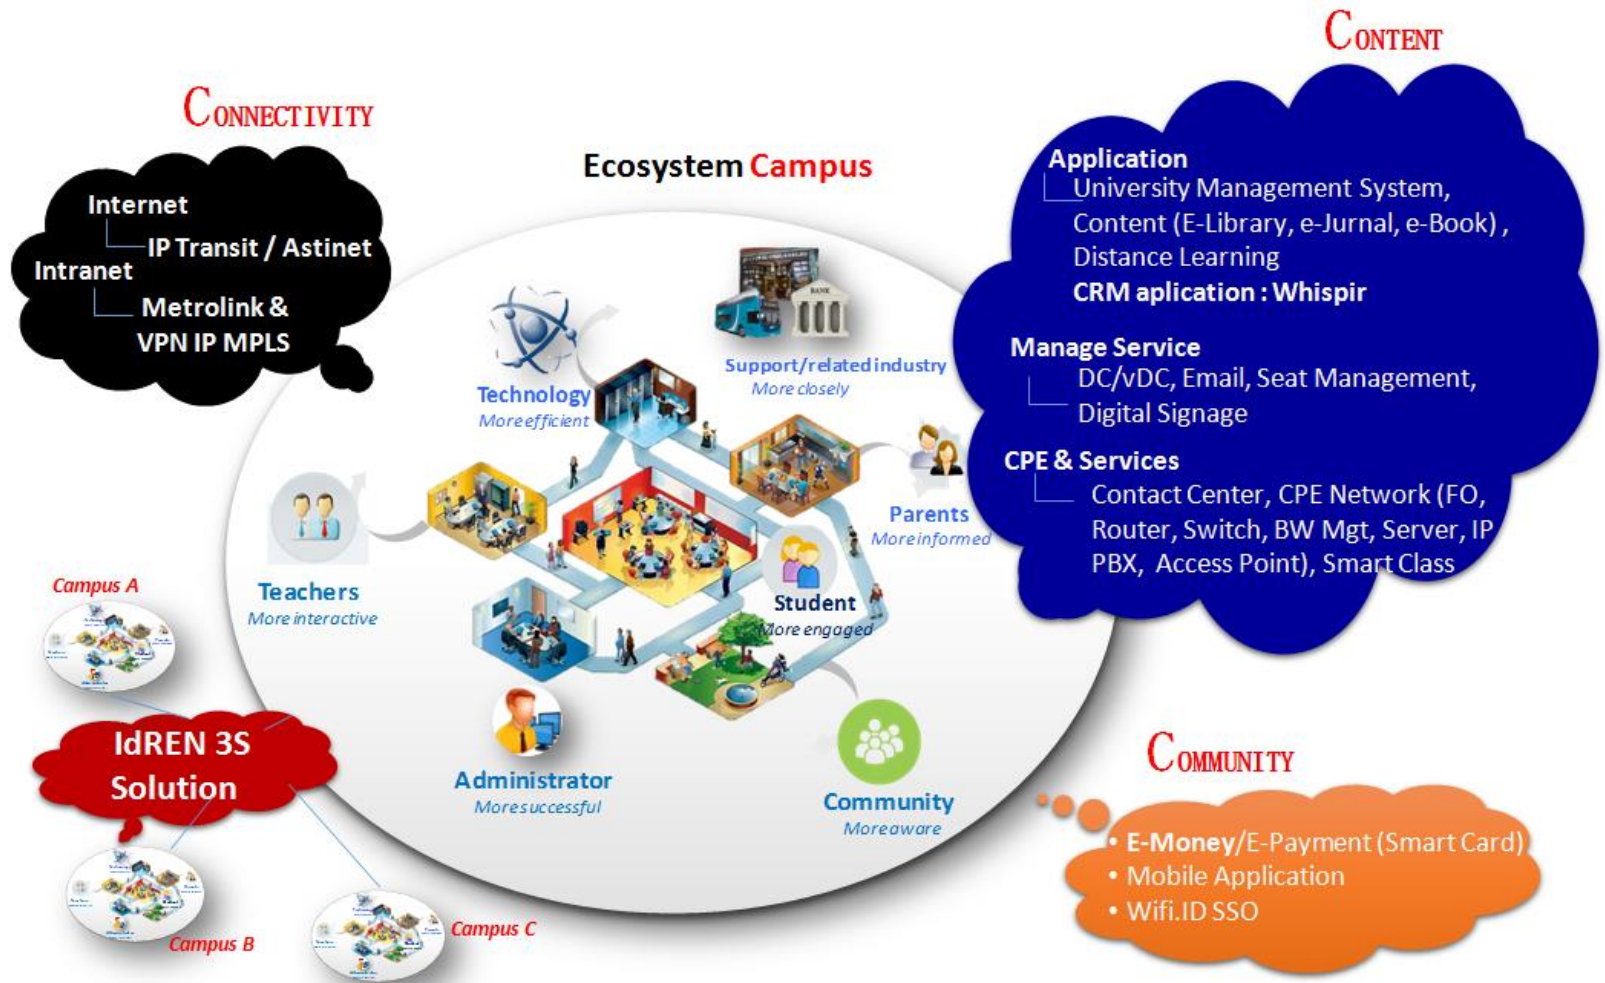 CONTENT
CONNECTIVITY
Ecosystem Campus
Internet
IP Transit / Astinet
Intranet
Metrolink &
VPN IP MPLS
Application
University Management System,
Content (E-Library, e-Jurnal, e-Book) ,
Distance Learning
CRM aplication : Whispir
Manage Service
DC/vDC, Email, Seat Management,
Digital Signage
CPE & Services
Contact Center, CPE Network (FO,
Router, Switch, BW Mgt, Server, IP
PBX, Access Point), Smart Class
BANK
Support/related industry
More closely
Technology
More efficient
Parents
More informed
Teachers
More interactive
Student
More engaged
Administrator
More successful
Community
More aware
Campus A
IdREN 3S
Solution
Campus B
Campus C
COMMUNITY
• E-Money/E-Payment (Smart Card)
• Mobile Application
• Wifi.ID SSO